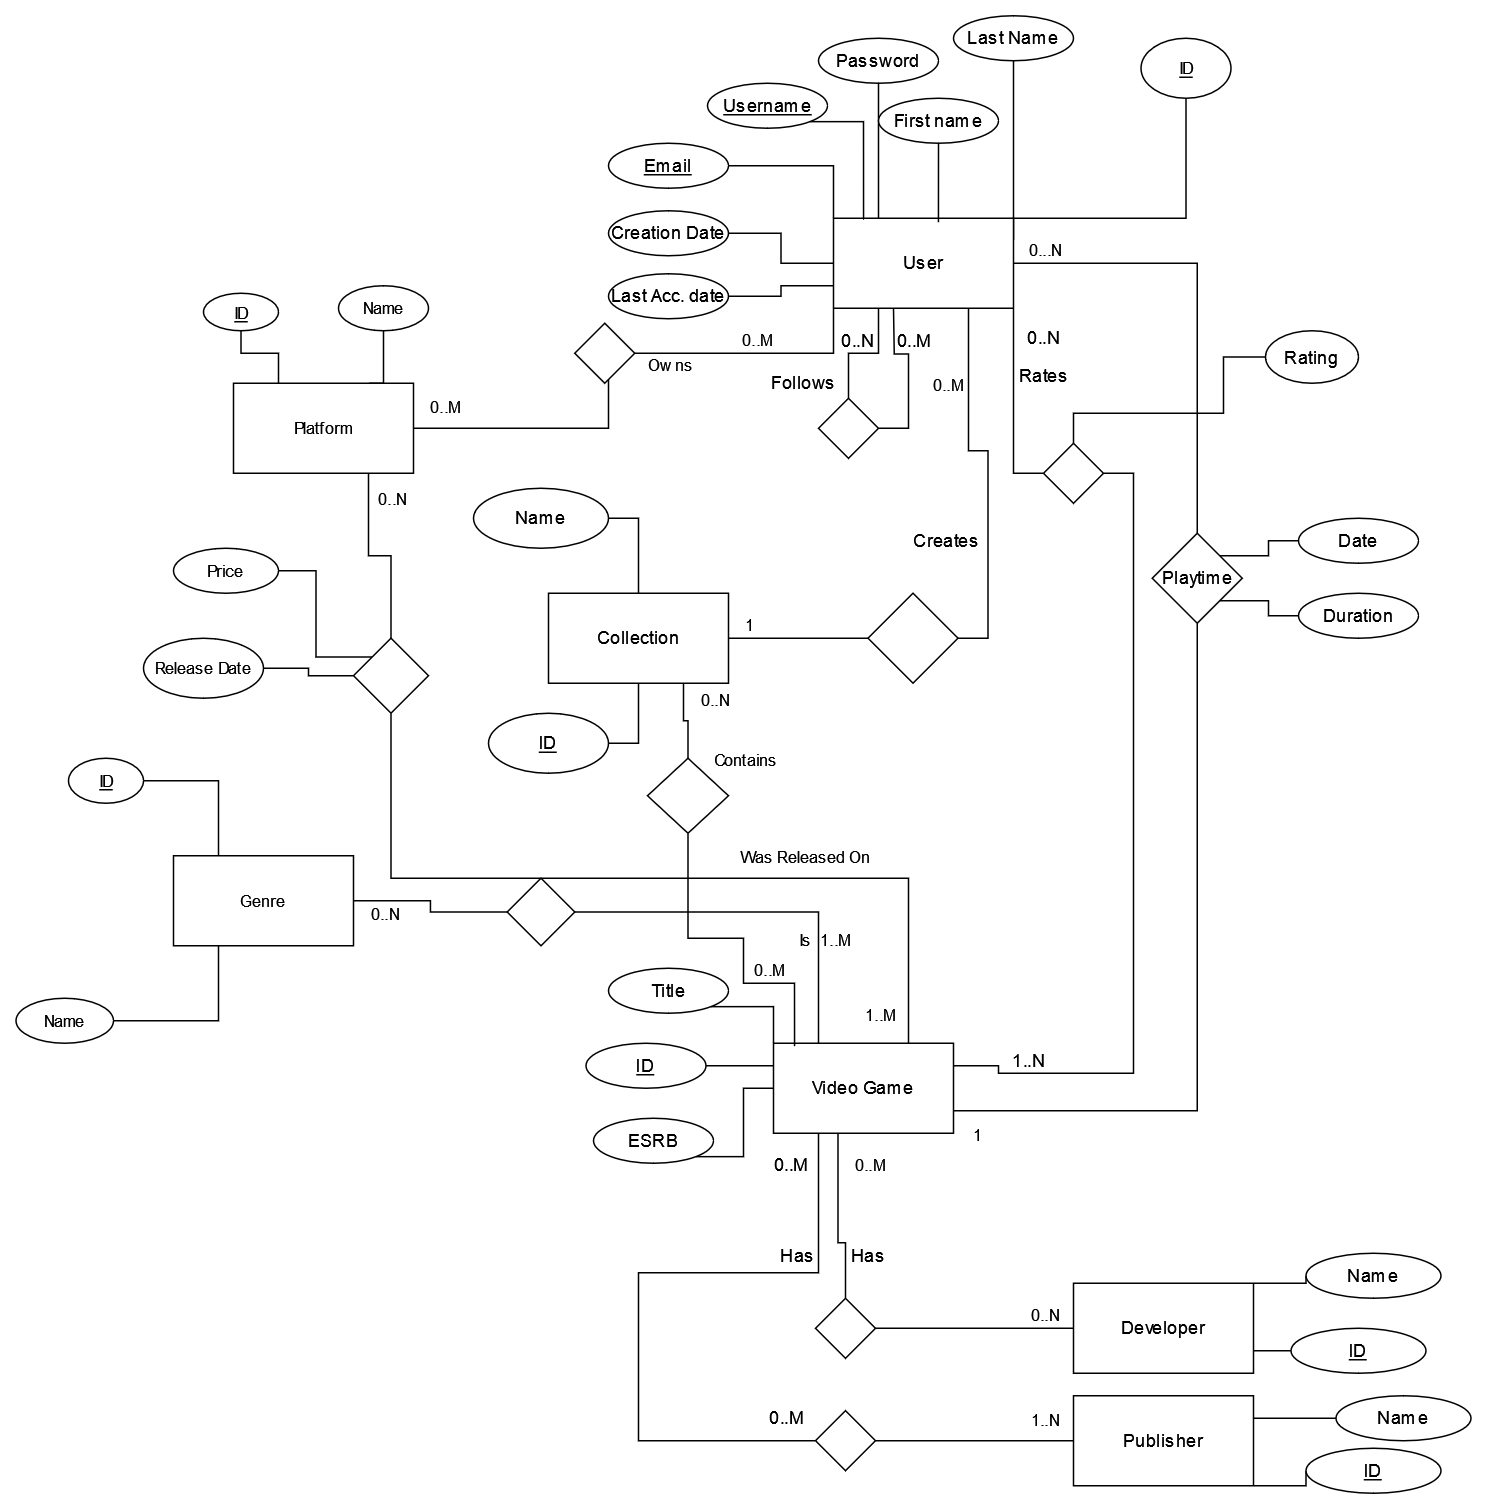 Last Name
Password
ID
Username
First name
Email
Creation Date
User
0...N
Last Acc. date
ID
Name
0..M
0..N
0..M
0..N
Owns
Rating
Follows
0..M
Rates
0..M
Platform
0..N
Name
Creates
Date
Price
Playtime
Duration
1
Collection
Release Date
0..N
ID
Contains
ID
Was Released On
Genre
0..N
Is
1..M
0..M
Title
1..M
Name
ID
1..N
Video Game
ESRB
1
0..M
0..M
Has
Has
Name
0..N
Developer
ID
0..M
1..N
Name
Publisher
ID